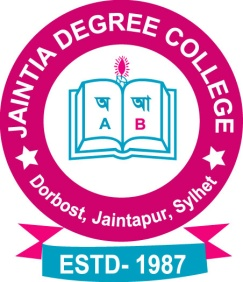 JAINTIA DEGREE COLLEGE
অ আ
A B
Dorbost, Jaintapur, Sylhet
ESTD- 1987